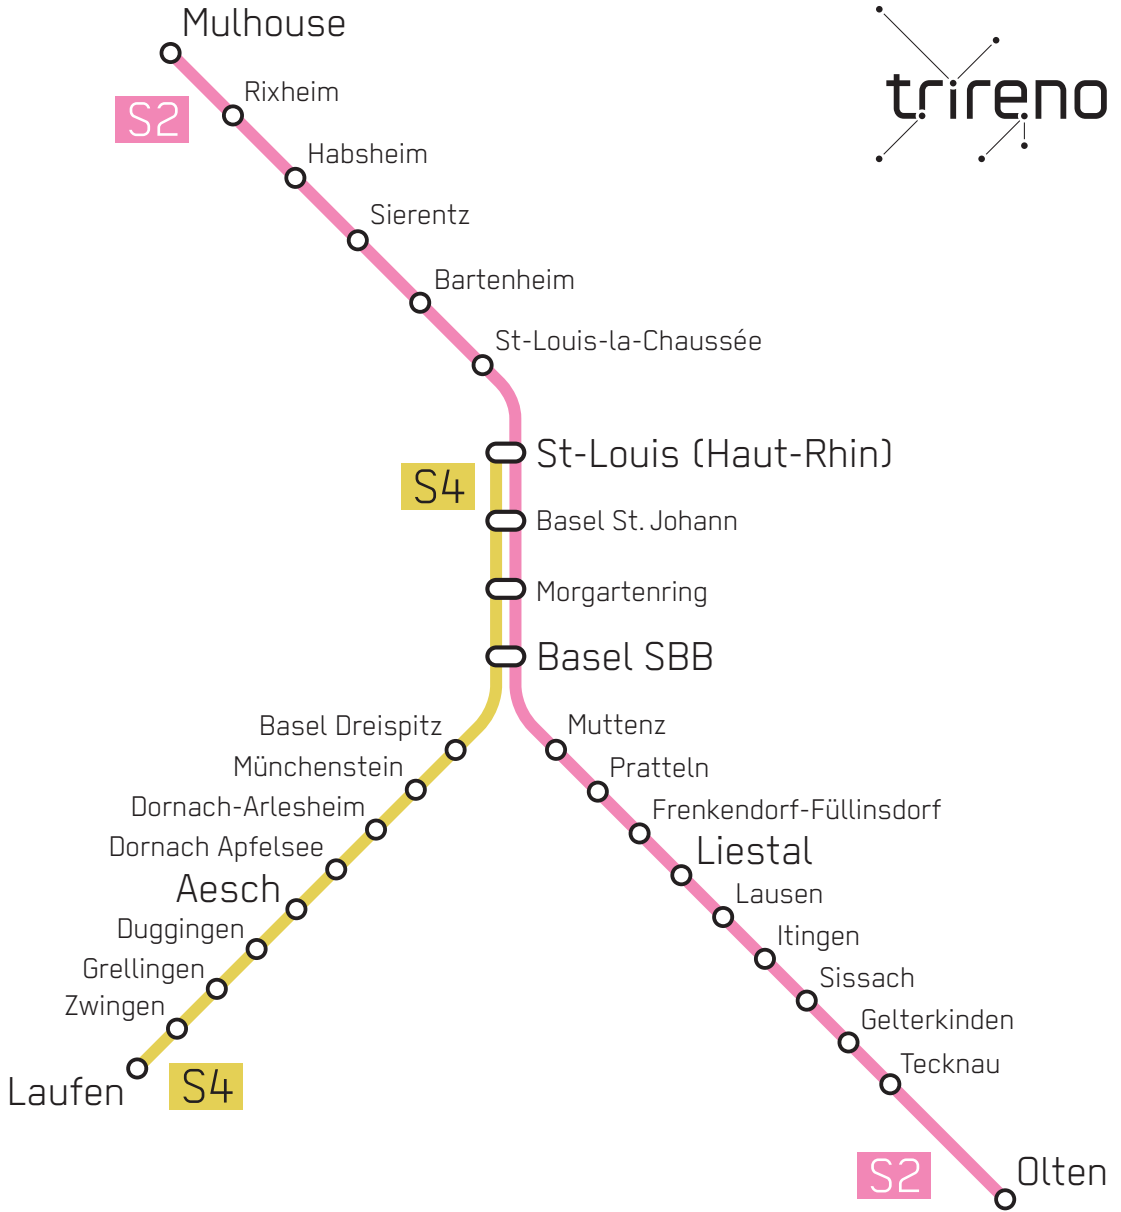 Mulhouse
trireno
S2
Rixheim
Habsheim
Sierentz
Bartenheim
St-Louis-la-Chaussée
St-Louis (Haut-Rhin)
S4
Basel St. Johann
Morgartenring
Basel SBB
Basel Dreispitz
Münchenstein
Dornach-Arlesheim
Dornach Apfelsee
Aesch
Duggingen
Grellingen
Zwingen
Laufen
S4
Muttenz
Pratteln
Frenkendorf-Füllinsdorf
Liestal
Lausen
Itingen
Sissach
Gelterkinden
Tecknau
S2
Olten